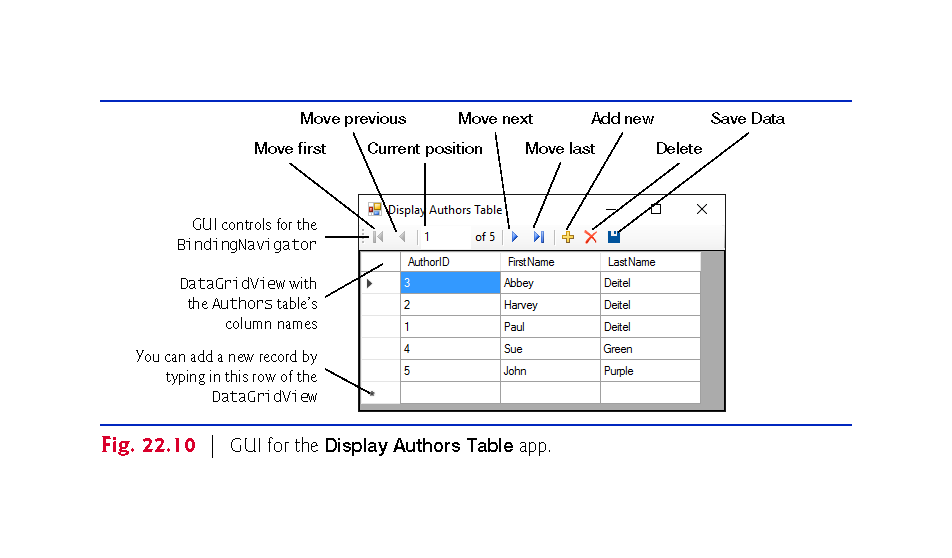 Move previous Move next Add new Save Data
Move first Current position Move last Delete
Display Authors Table
GUI controls for the
BindingNavigator
1 of 5
DataGridView with
the Authors table's
column names
AuthorID FirstName LastName
3 Abbey Deitel
2 Harvey Deitel
1 Paul Deitel
4 Sue Green
5 John Purple
You can add a new record by
typing in this row of the
DataGridView
Fig. 22.10 | GUI for the Display Authors Table app.